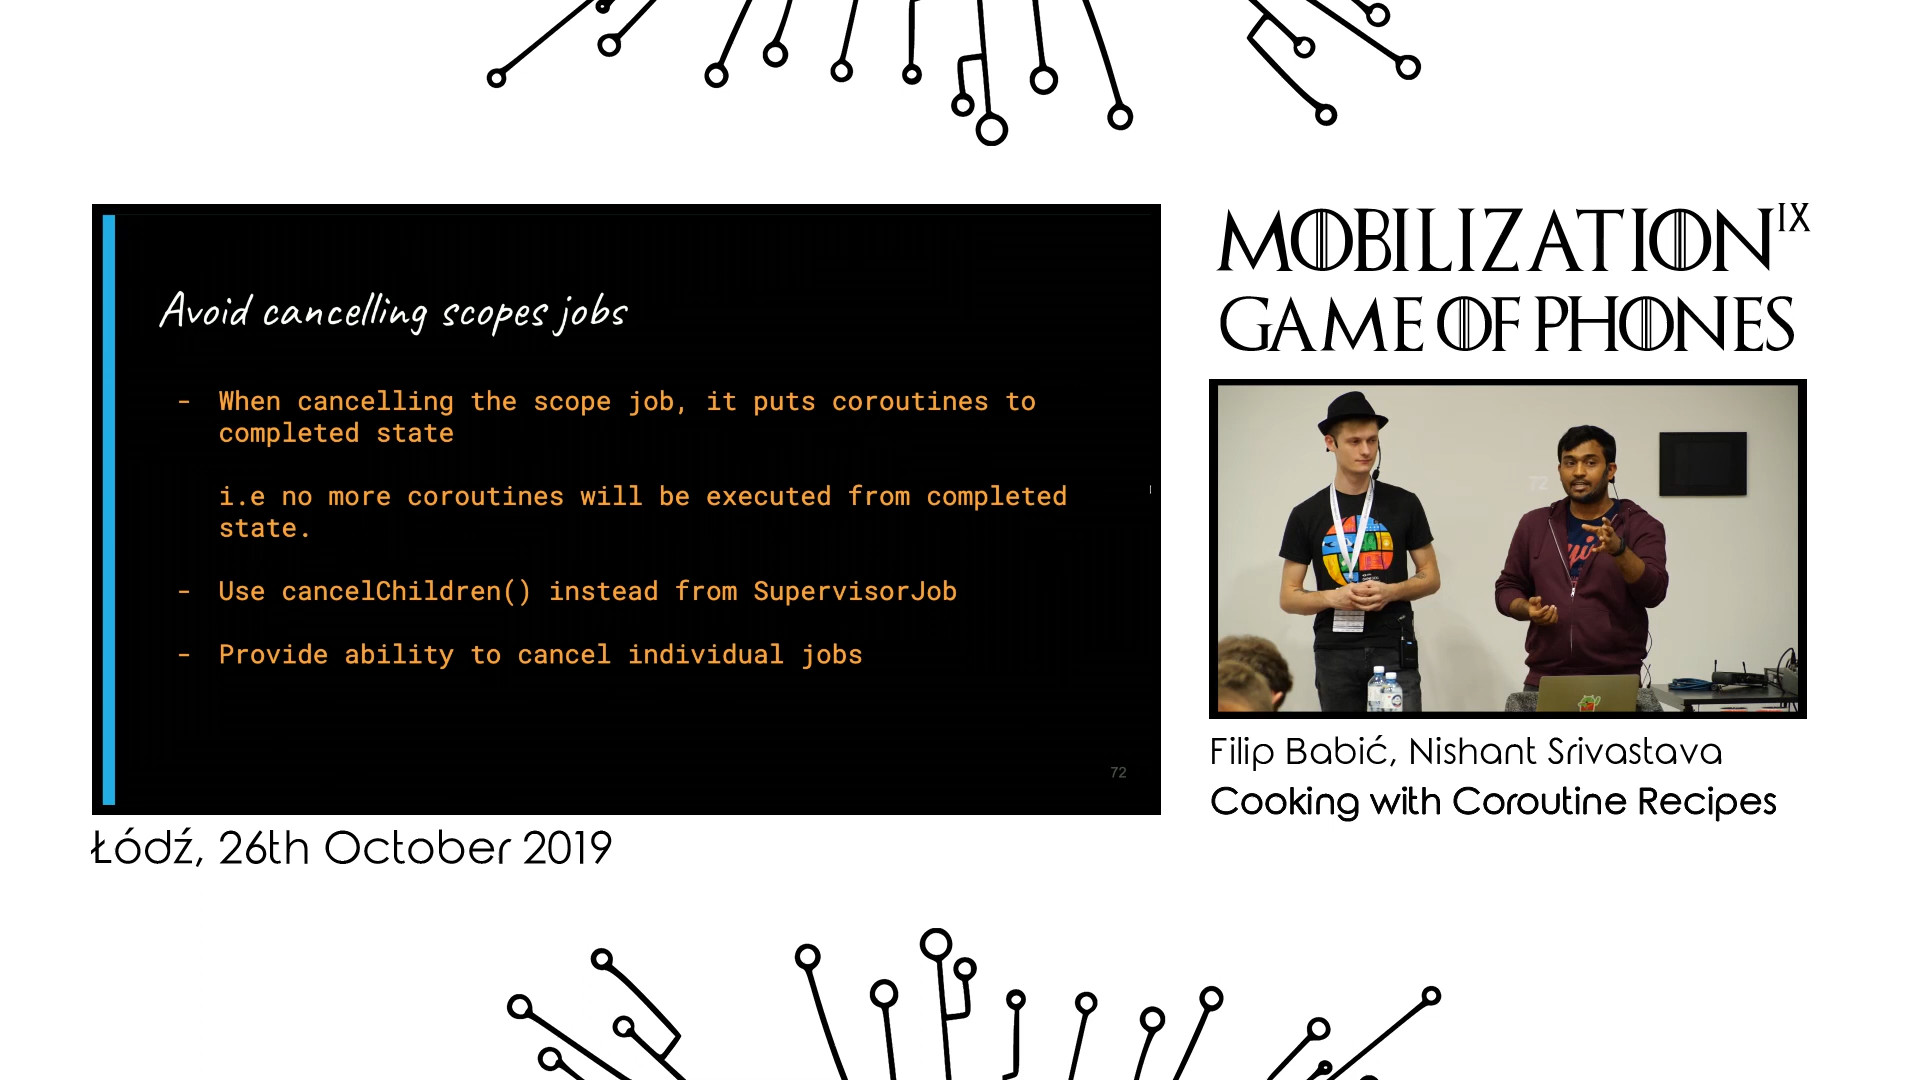 Avoid cancelling scopes jobs
- When cancelling the scope job, it puts coroutines to
completed state
i.e no more coroutines will be executed from completed
state.
- Use cancelChildren() instead from SupervisorJob
- Provide ability to cancel individual jobs
72
Łódź, 26th October 2019
MOBILIZATION IX
GAME OF PHONES
72
Filip Babić, Nishant Srivastava
Cooking with Coroutine Recipes